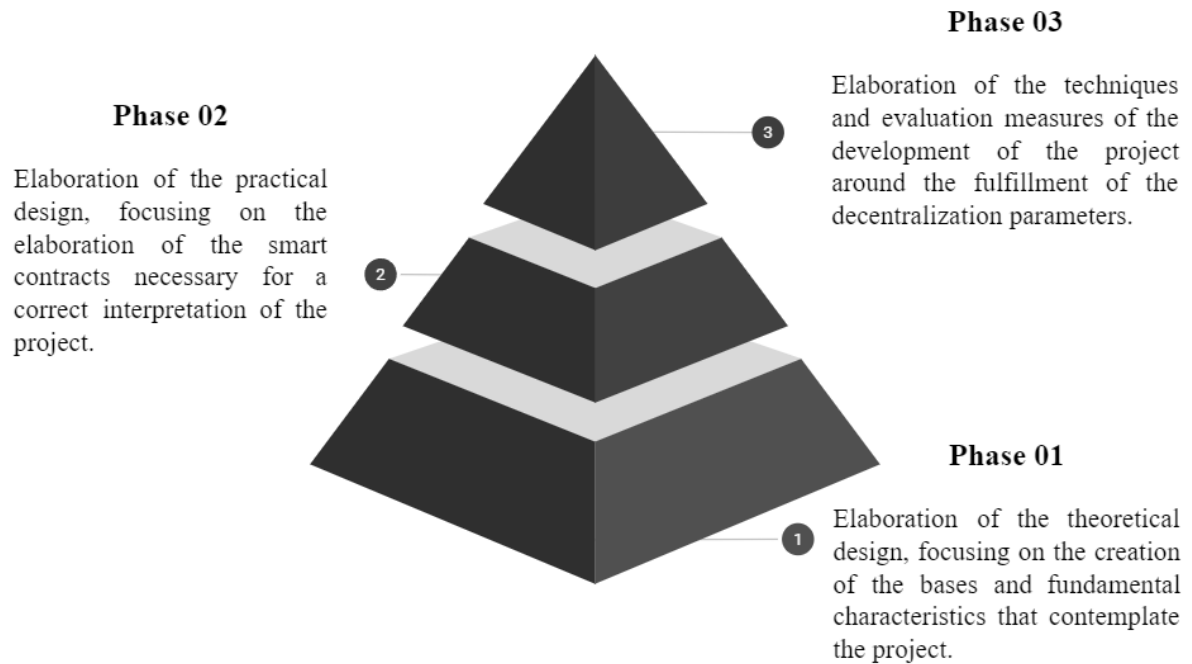 Phase 03
Elaboration of the techniques
and evaluation measures of the
development of the project
around the fulfillment of the
decentralization parameters.
3
Phase 02
Elaboration of the practical
design, focusing on the
elaboration of the smart
contracts necessary for a
correct interpretation of the
project.
2
Phase 01
Elaboration of the theoretical
design, focusing on the creation
of the bases and fundamental
characteristics that contemplate
the project.
1